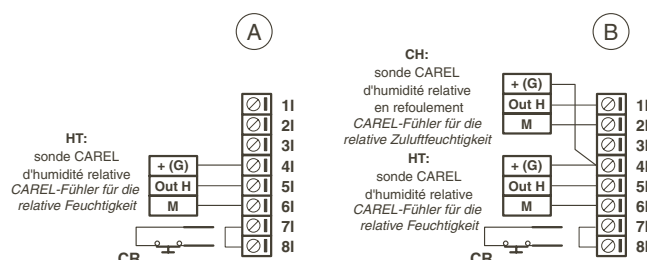 A
HT:
sonde CAREL
d'humidité relative
CAREL-Fühler für die
relative Feuchtigkeit
+ (G)
Out H
M
1I
2I
3I
4I
5I
6I
7I
8I
CR
B
CH:
sonde CAREL
d'humidité relative
en refoulement
CAREL-Fühler für die
relative Zuluftfeuchtigkeit
+ (G)
Out H
M
HT:
sonde CAREL
d'humidité relative
CAREL-Fühler für die
relative Feuchtigkeit
+ (G)
Out H
M
1I
2I
3I
4I
5I
6I
7I
8I
CR